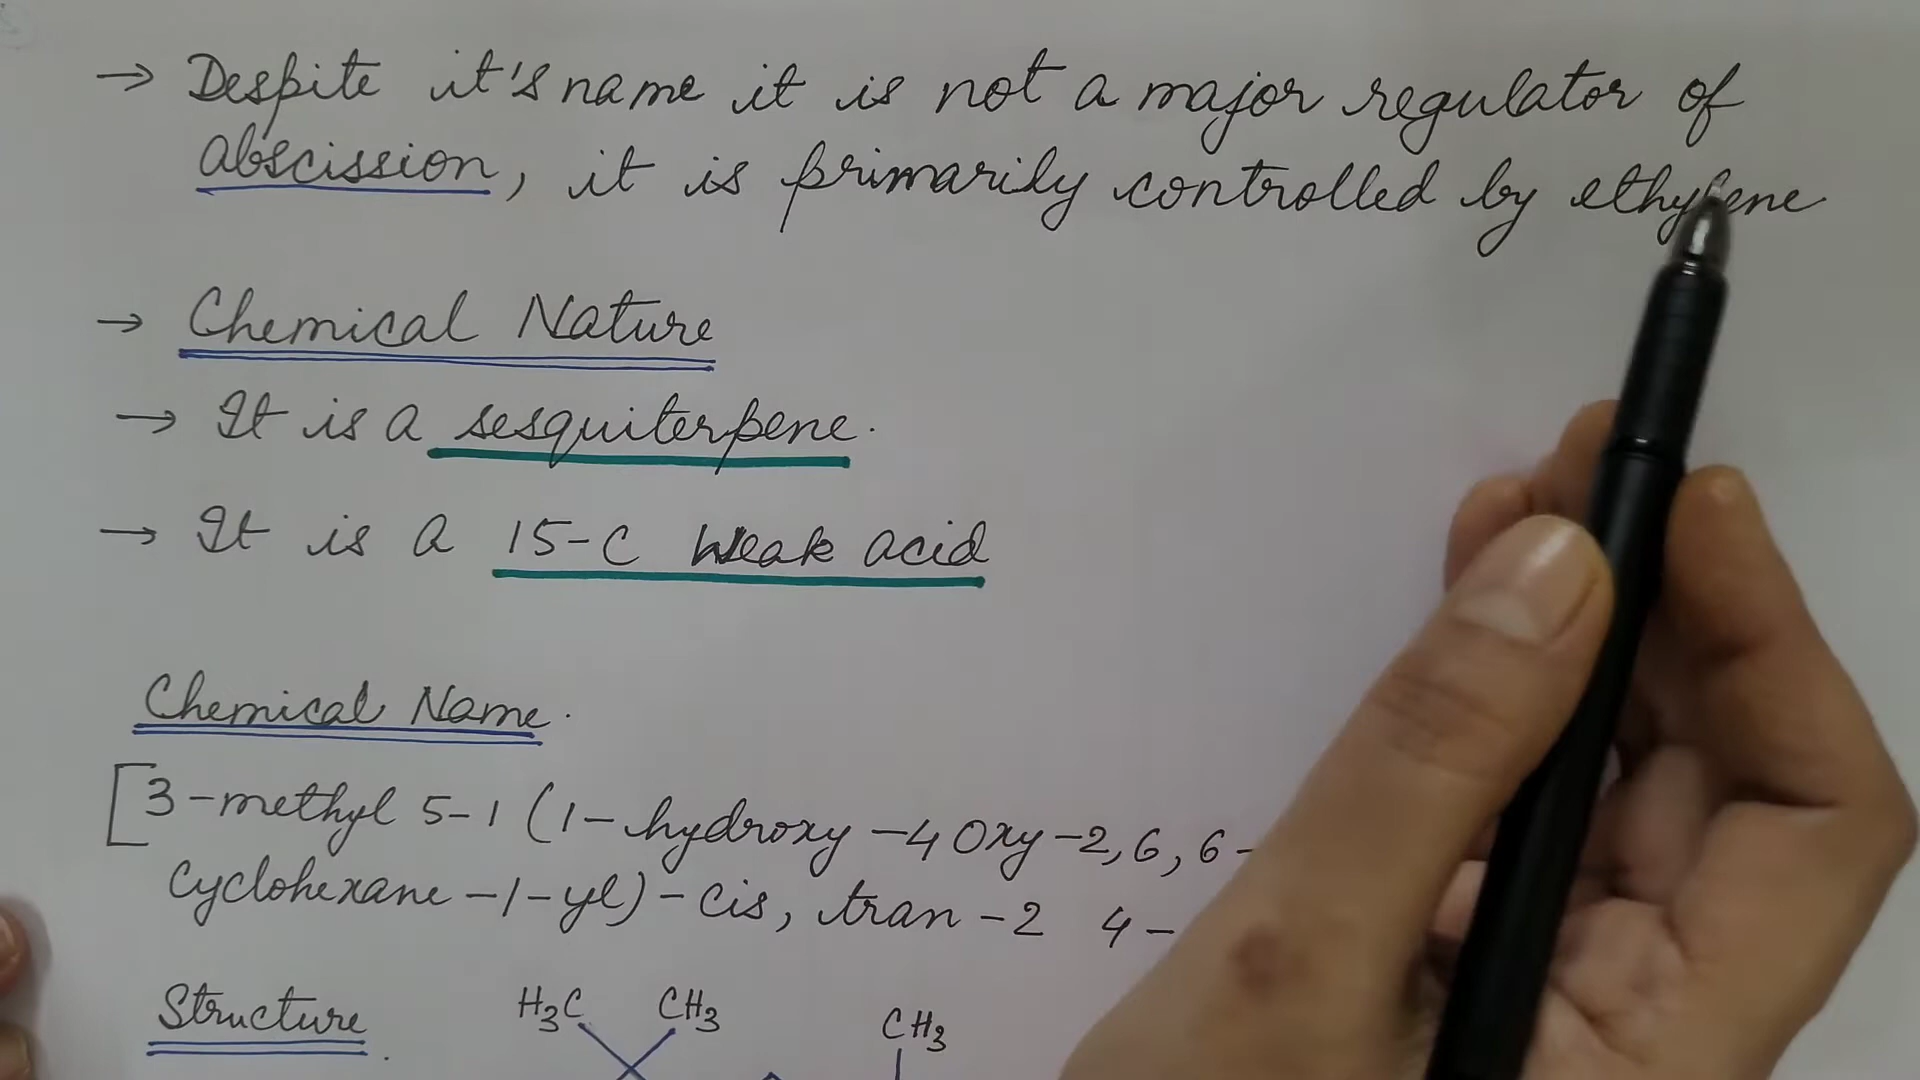 → Despite it's name it is not a major regulator of
abscission, it is primarily controlled by ethylene
→ Chemical Nature
→ It is a sesquiterpene.
→ It is a 15-C weak acid
Chemical Name.
[3-methyl 5-1 (1-hydroxy -4 Oxy -2,6,6-
cyclohexane -1-yl) - cis, tran -2 4-
Structure.
H3C CH3 CH3